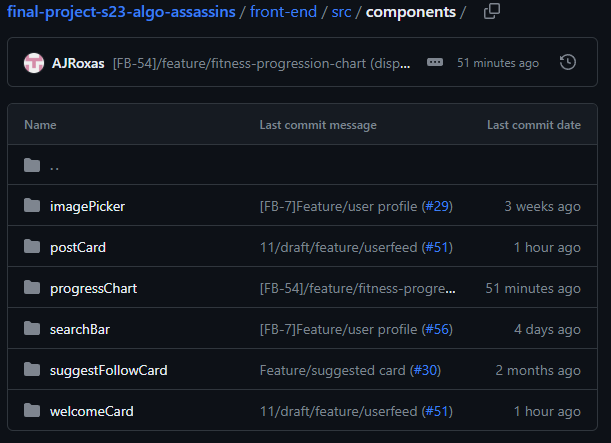 final-project-s23-algo-assassins / front-end / src / components /
AJRoxas [FB-54]/feature/fitness-progression-chart (disp... 51 minutes ago
Name Last commit message Last commit date
..
imagePicker [FB-7]Feature/user profile (#29) 3 weeks ago
postCard 11/draft/feature/userfeed (#51) 1 hour ago
progressChart [FB-54]/feature/fitness-progre... 51 minutes ago
searchBar [FB-7]Feature/user profile (#56) 4 days ago
suggestFollowCard Feature/suggested card (#30) 2 months ago
welcomeCard 11/draft/feature/userfeed (#51) 1 hour ago